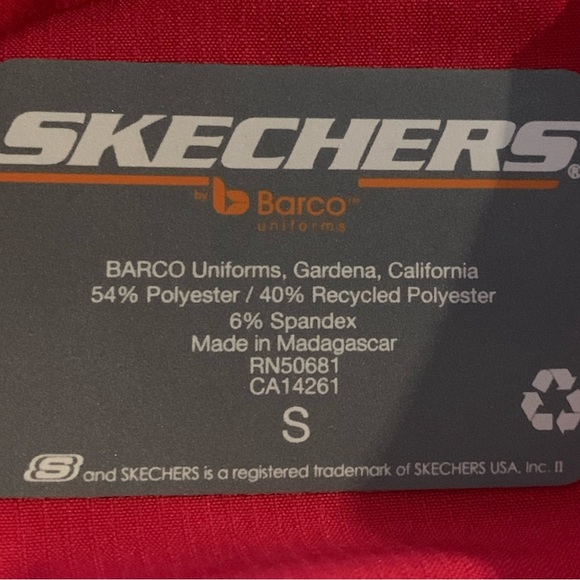 SKECHERS®
by b Barco™
uniforms
BARCO Uniforms, Gardena, California
54% Polyester / 40% Recycled Polyester
6% Spandex
Made in Madagascar
RN50681
CA14261
S
S and SKECHERS is a registered trademark of SKECHERS USA, Inc. II